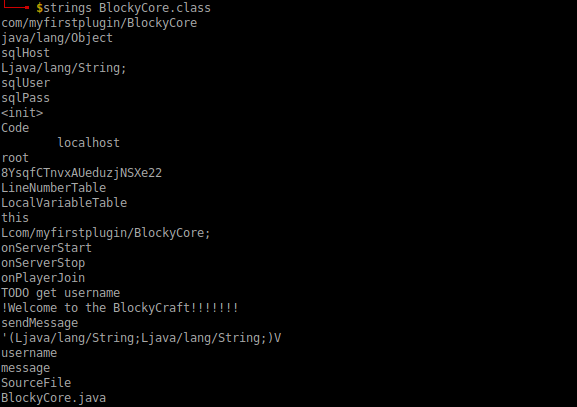 $strings BlockyCore.class
com/myfirstplugin/BlockyCore
java/lang/Object
sqlHost
Ljava/lang/String;
sqlUser
sqlPass
<init>
Code
localhost
root
8YsqfCTnvxAUeduzjNSXe22
LineNumberTable
LocalVariableTable
this
Lcom/myfirstplugin/BlockyCore;
onServerStart
onServerStop
onPlayerJoin
TODO get username
!Welcome to the BlockyCraft!!!!!!!
sendMessage
'(Ljava/lang/String;Ljava/lang/String;)V
username
message
SourceFile
BlockyCore.java